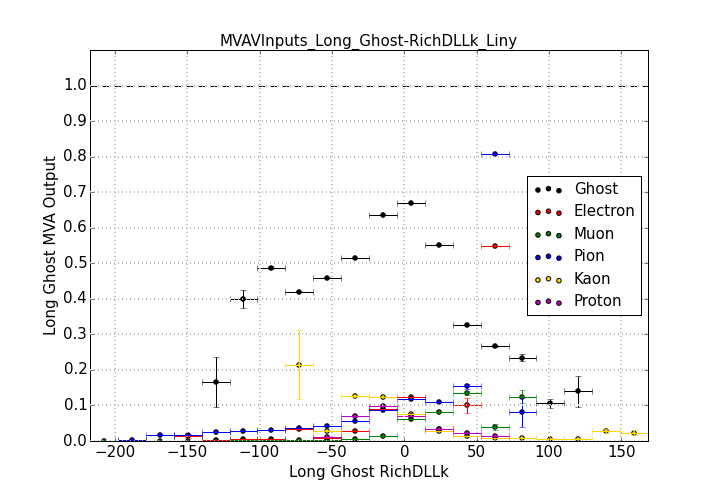 MVAVInputs_Long_Ghost-RichDLLk_Liny
Long Ghost MVA Output
1.0
0.9
0.8
0.7
0.6
0.5
0.4
0.3
0.2
0.1
0.0
Ghost
Electron
Muon
Pion
Kaon
Proton
−200 −150 −100 −50 0 50 100 150
Long Ghost RichDLLk